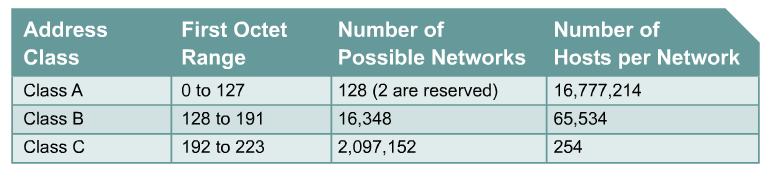 Address Class First Octet Range Number of Possible Networks Number of Hosts per Network
Class A 0 to 127 128 (2 are reserved) 16,777,214
Class B 128 to 191 16,348 65,534
Class C 192 to 223 2,097,152 254